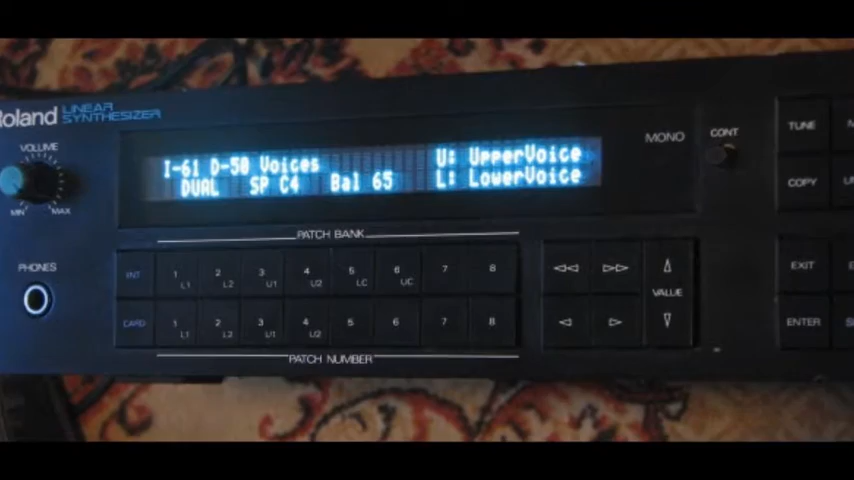 Roland LINEAR
SYNTHESIZER
VOLUME
MIN MAX
PHONES
I-61 D-50 Voices U: UpperVoice
DUAL SP C4 Bal 65 L: LowerVoice
MONO
CONT
TUNE
COPY
PATCH BANK
INT 1 L1 2 L2 3 U1 4 U2 5 LC 6 UC 7 8
CARD 1 L1 2 L2 3 U1 4 U2 5 6 7 8
PATCH NUMBER
VALUE
EXIT
ENTER